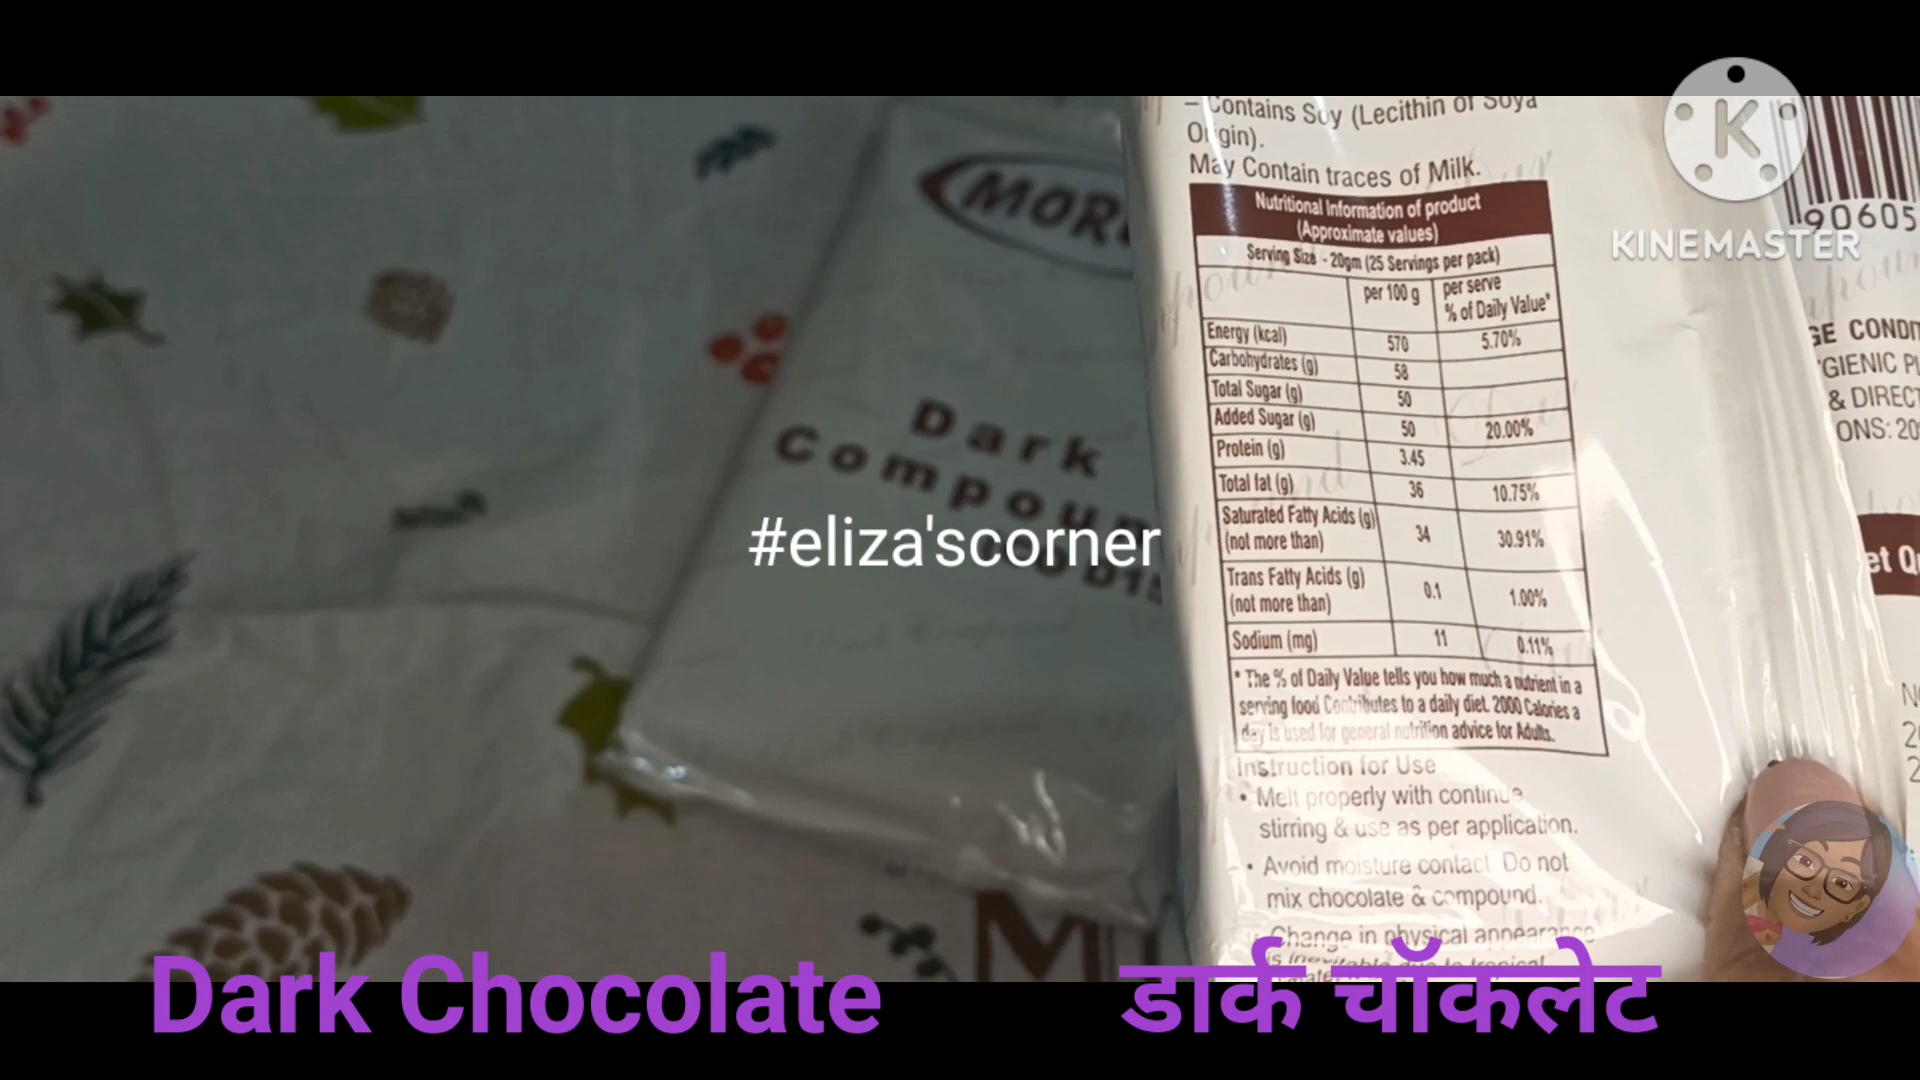 – Contains Soy (Lecithin of Soya
Origin).
May Contain traces of Milk.
Nutritional Information of product
(Approximate values)
Serving Size - 20gm (25 Servings per pack)
per 100 g per serve
% of Daily Value*
Energy (kcal) 570 5.70%
Carbohydrates (g) 58
Total Sugar (g) 50
Added Sugar (g) 50 20.00%
Protein (g) 3.45
Total fat (g) 36 10.75%
Saturated Fatty Acids (g)
(not more than) 34 30.91%
Trans Fatty Acids (g)
(not more than) 0.1 1.00%
Sodium (mg) 11 0.11%
* The % of Daily Value tells you how much a nutrient in a
serving food Contributes to a daily diet. 2000 Calories a
day is used for general nutrition advice for Adults.
Instruction for Use
• Melt properly with continue
stirring & use as per application.
• Avoid moisture contact Do not
mix chocolate & compound.
Change in physical appearance
is inevitable due to tropical
Dark
#eliza'scorner
K
KINEMASTER
90605
& DIRECT
Dark Chocolate
डार्क चॉकलेट